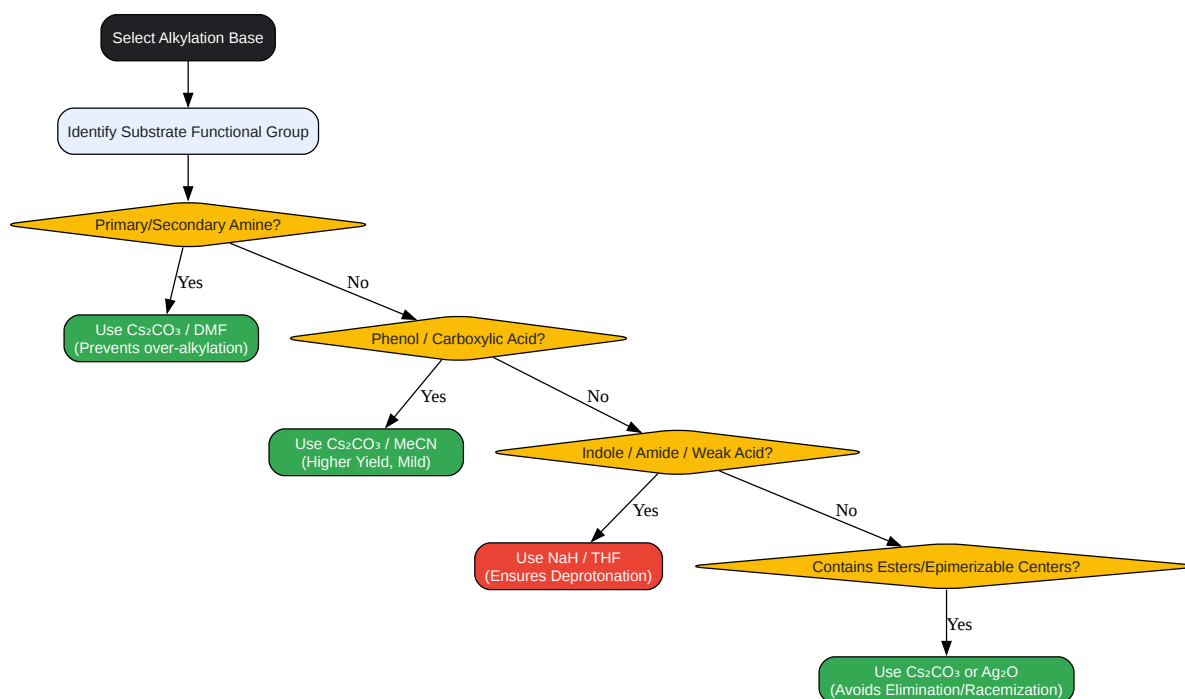 Select Alkylation Base
Identify Substrate Functional Group
Primary/Secondary Amine?
Yes
No
Use Cs₂CO₃ / DMF
(Prevents over-alkylation)
Phenol / Carboxylic Acid?
Yes
No
Use Cs₂CO₃ / MeCN
(Higher Yield, Mild)
Indole / Amide / Weak Acid?
Yes
No
Use NaH / THF
(Ensures Deprotonation)
Contains Esters/Epimerizable Centers?
Yes
Use Cs₂CO₃ or Ag₂O
(Avoids Elimination/Racemization)